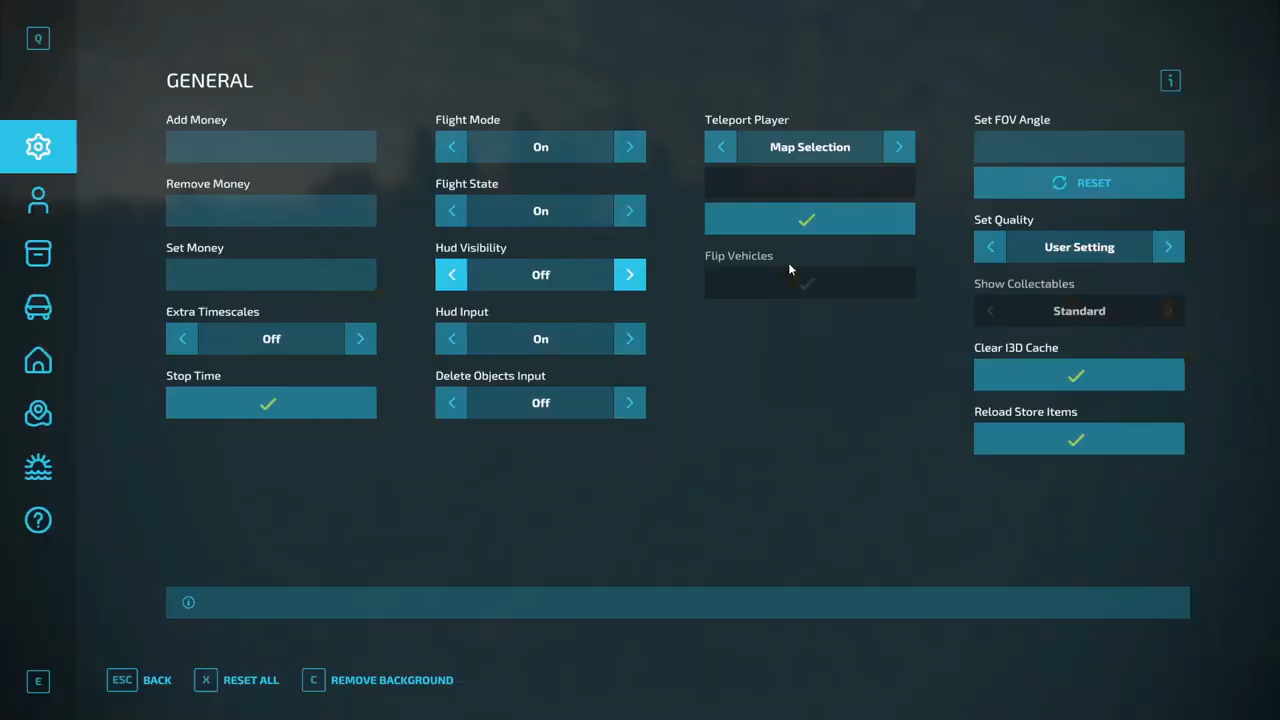 Q
GENERAL
Add Money
Remove Money
Set Money
Extra Timescales
Off
Stop Time
Flight Mode
On
Flight State
On
Hud Visibility
Off
Hud Input
On
Delete Objects Input
Off
Teleport Player
Map Selection
Flip Vehicles
Set FOV Angle
RESET
Set Quality
User Setting
Show Collectables
Standard
Clear I3D Cache
Reload Store Items
E
ESC BACK X RESET ALL C REMOVE BACKGROUND